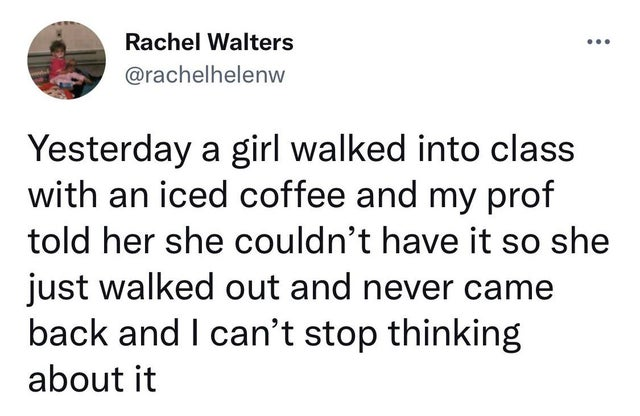 Rachel Walters
@rachelhelenw
Yesterday a girl walked into class
with an iced coffee and my prof
told her she couldn’t have it so she
just walked out and never came
back and I can’t stop thinking
about it